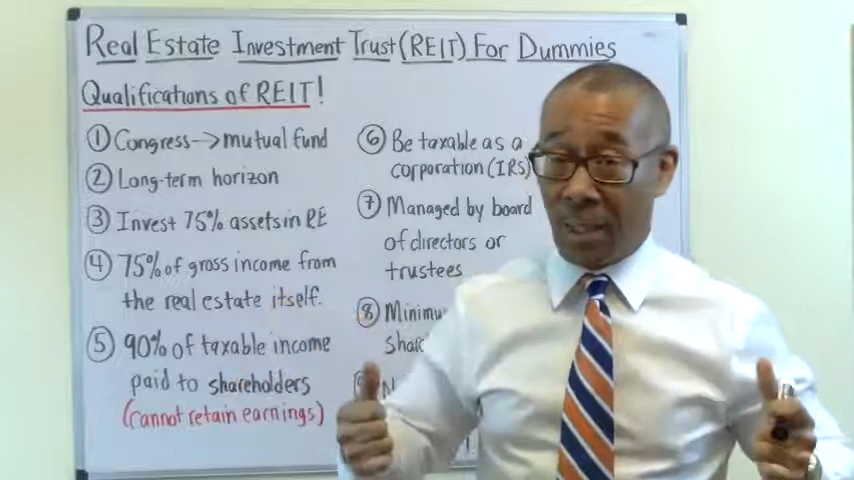 Real Estate Investment Trust (REIT) For Dummies
Qualifications of REIT!
① Congress-->mutual fund
② Long-term horizon
③ Invest 75% assets in RE
④ 75% of gross income from
the real estate itself.
⑤ 90% of taxable income
paid to shareholders
(cannot retain earnings)
⑥ Be taxable as a
corporation (IRS)
⑦ Managed by board
of directors or
trustees
⑧